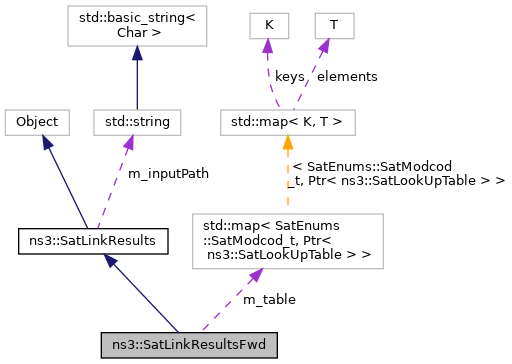 std::basic_string<
Char >
K
T
keys
elements
Object
std::string
std::map< K, T >
m_inputPath
< SatEnums::SatModcod
_t, Ptr< ns3::SatLookUpTable > >
ns3::SatLinkResults
std::map< SatEnums
::SatModcod_t, Ptr<
ns3::SatLookUpTable > >
m_table
ns3::SatLinkResultsFwd